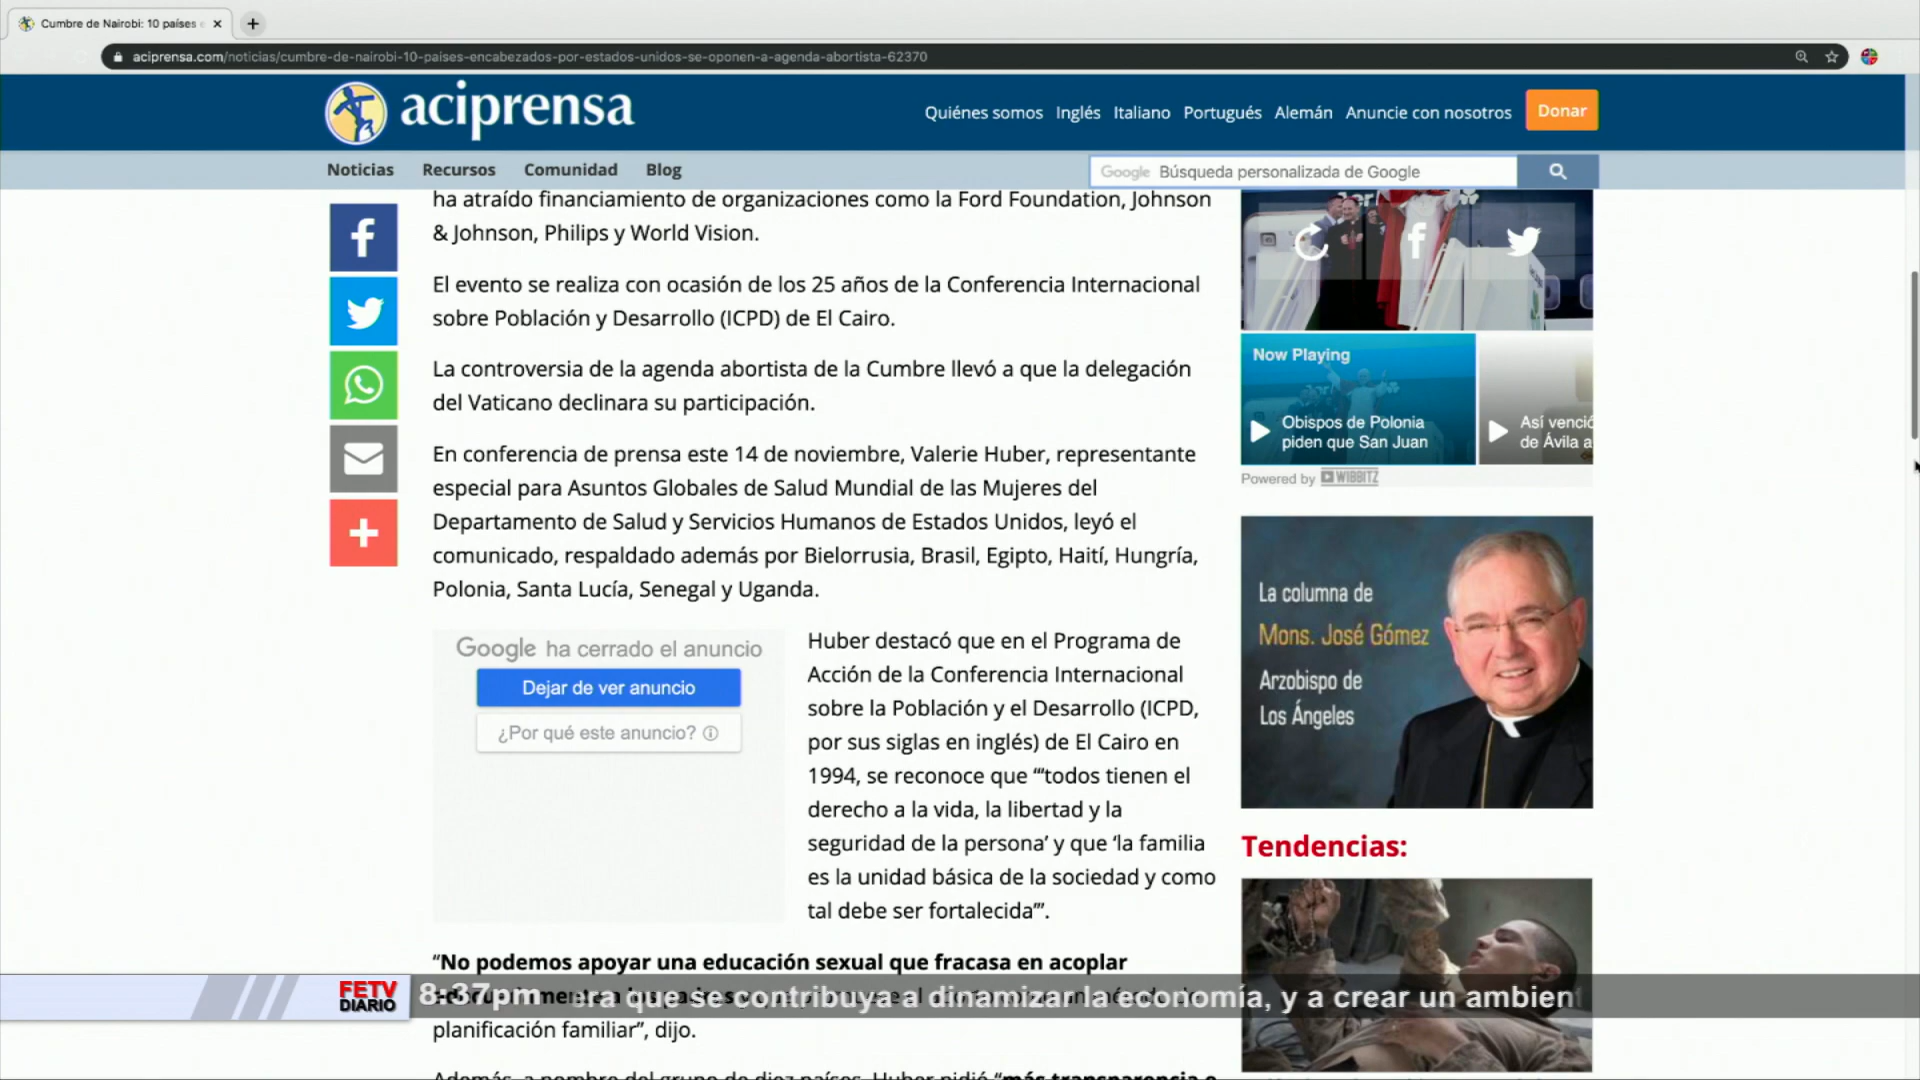 Cumbre de Nairobi: 10 países
aciprensa.com/noticias/cumbre-de-nairobi-10-paises-encabezados-por-estados-unidos-se-oponen-a-agenda-abortista-62370
aciprensa
Quiénes somos Inglés Italiano Portugués Alemán Anuncie con nosotros Donar
Noticias Recursos Comunidad Blog
Google Búsqueda personalizada de Google
ha atraído financiamiento de organizaciones como la Ford Foundation, Johnson
& Johnson, Philips y World Vision.
El evento se realiza con ocasión de los 25 años de la Conferencia Internacional
sobre Población y Desarrollo (ICPD) de El Cairo.
La controversia de la agenda abortista de la Cumbre llevó a que la delegación
del Vaticano declinara su participación.
En conferencia de prensa este 14 de noviembre, Valerie Huber, representante
especial para Asuntos Globales de Salud Mundial de las Mujeres del
Departamento de Salud y Servicios Humanos de Estados Unidos, leyó el
comunicado, respaldado además por Bielorrusia, Brasil, Egipto, Haití, Hungría,
Polonia, Santa Lucía, Senegal y Uganda.
Google ha cerrado el anuncio
Dejar de ver anuncio
¿Por qué este anuncio?
Huber destacó que en el Programa de
Acción de la Conferencia Internacional
sobre la Población y el Desarrollo (ICPD,
por sus siglas en inglés) de El Cairo en
1994, se reconoce que “‘todos tienen el
derecho a la vida, la libertad y la
seguridad de la persona’ y que ‘la familia
es la unidad básica de la sociedad y como
tal debe ser fortalecida’”.
“No podemos apoyar una educación sexual que fracasa en acoplar
planificación familiar”, dijo.
Además, a nombre del grupo de diez países, Huber pidió “más transparencia e
Now Playing
Obispos de Polonia
piden que San Juan
Así venció
de Ávila a
Powered by WIBBITZ
La columna de
Mons. José Gómez
Arzobispo de
Los Ángeles
Tendencias:
FETV
DIARIO
8:37pm ara que se contribuya a dinamizar la economía, y a crear un ambien